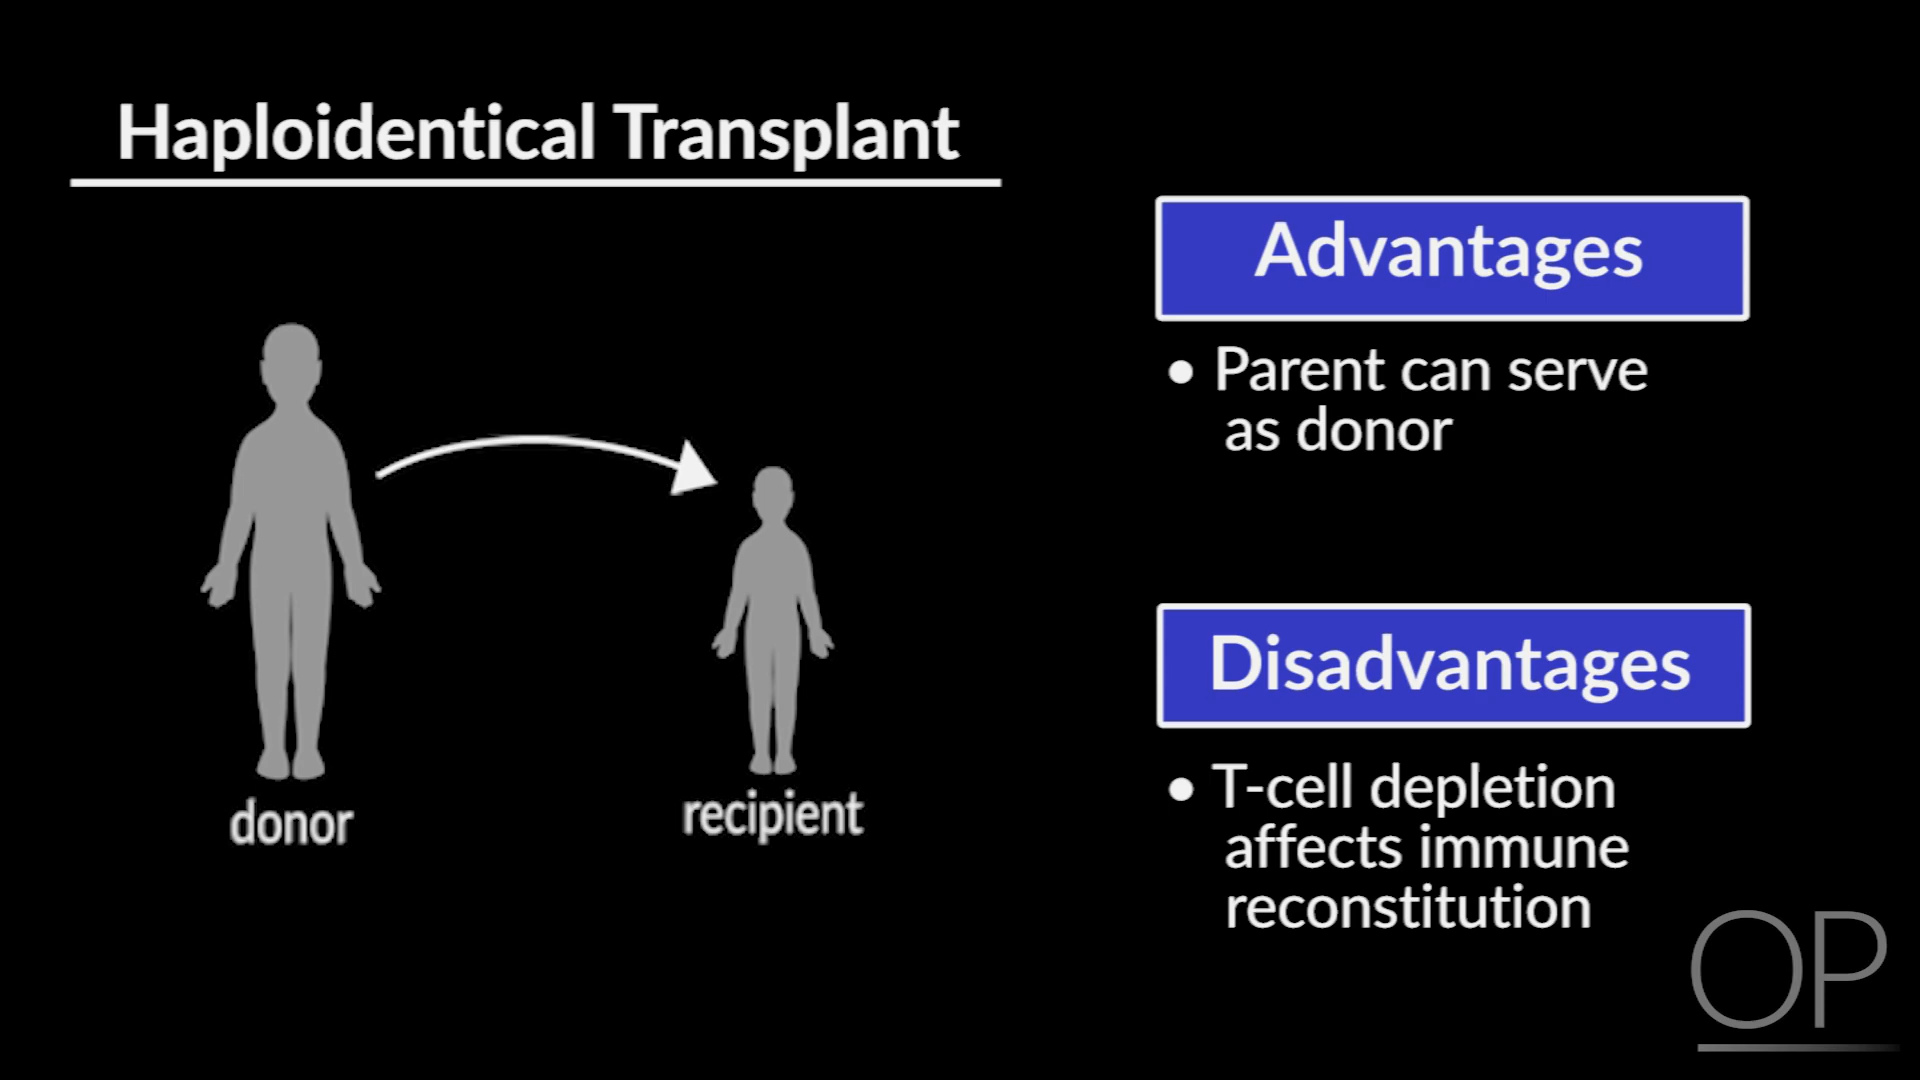 Haploidentical Transplant
donor
recipient
Advantages
• Parent can serve
as donor
Disadvantages
• T-cell depletion
affects immune
reconstitution
OP